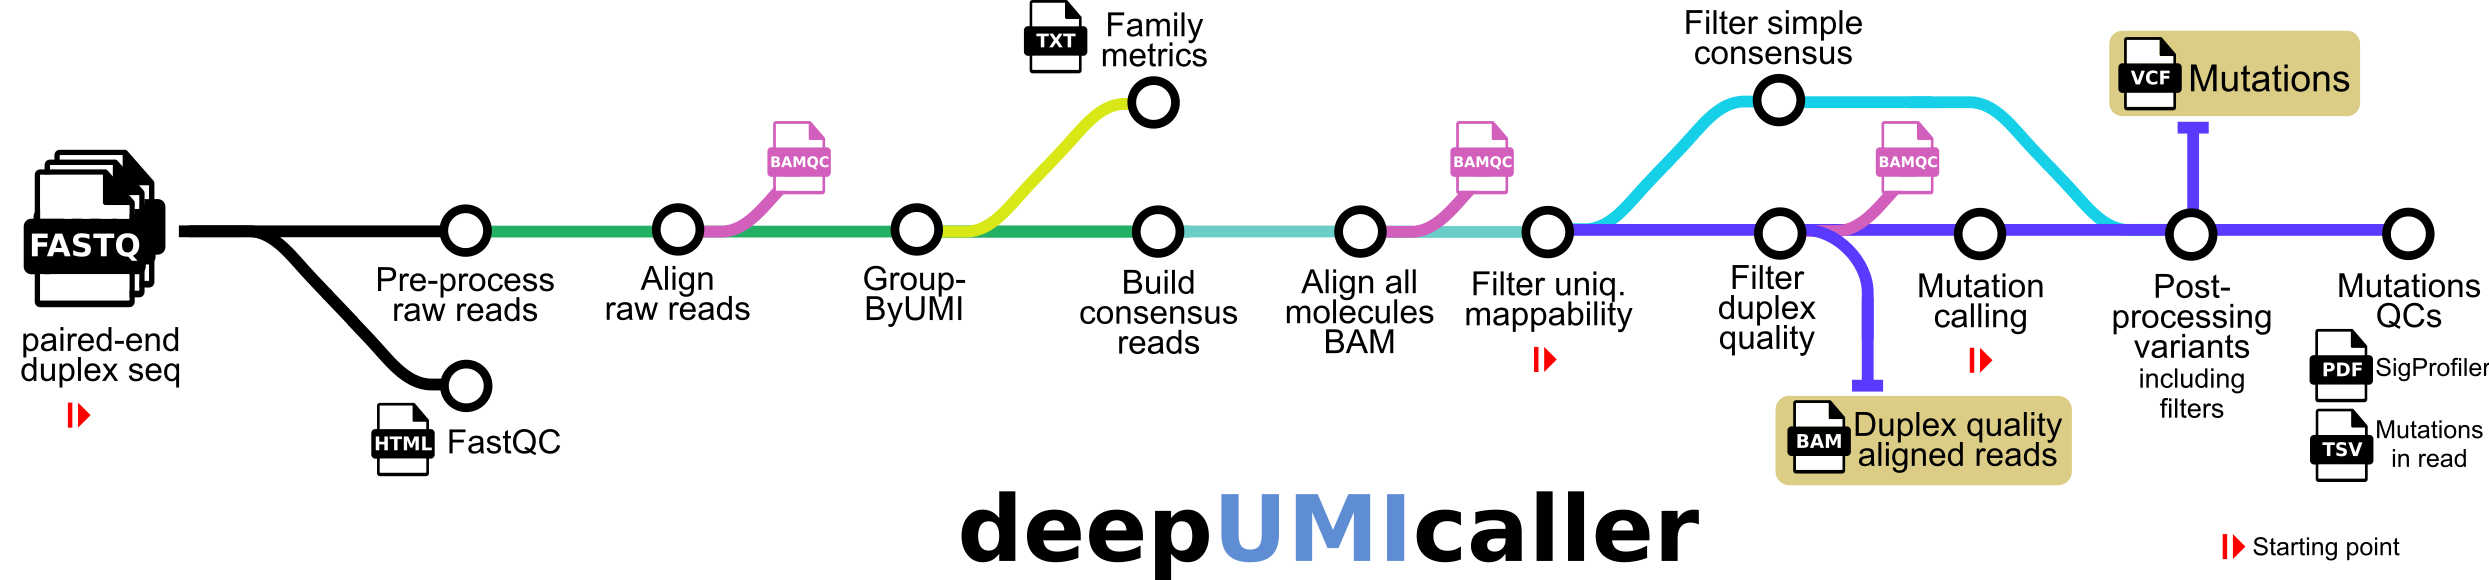 FASTQ
paired-end
duplex seq
Pre-process
raw reads
HTML
FastQC
Align
raw reads
BAMQC
Group-
ByUMI
TXT
Family
metrics
Build
consensus
reads
Align all
molecules
BAM
BAMQC
Filter uniq.
mappability
Filter simple
consensus
Filter
duplex
quality
BAMQC
BAM
Duplex quality
aligned reads
Mutation
calling
VCF
Mutations
Post-
processing
variants
including
filters
Mutations
QCs
PDF
SigProfiler
TSV
Mutations
in read
deepUMIcaller
Starting point